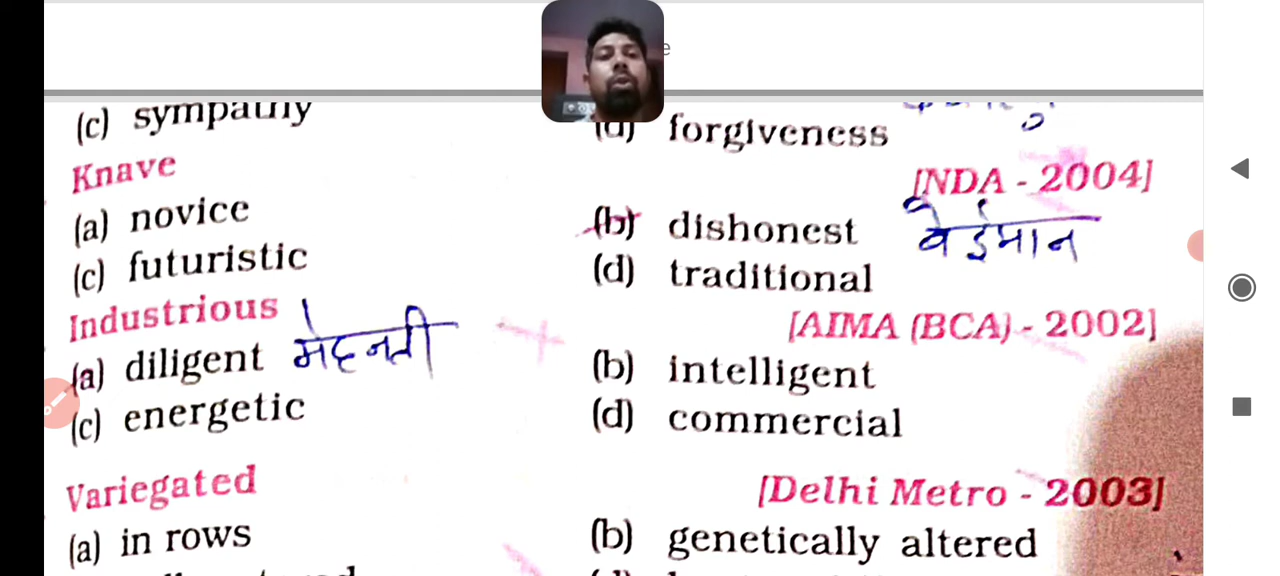 (c) sympathy
(d) forgiveness
Knave [NDA - 2004]
(a) novice (b) dishonest बेईमान
(c) futuristic (d) traditional
Industrious [AIMA (BCA) - 2002]
(a) diligent मेहनती (b) intelligent
(c) energetic (d) commercial
Variegated [Delhi Metro - 2003]
(a) in rows (b) genetically altered